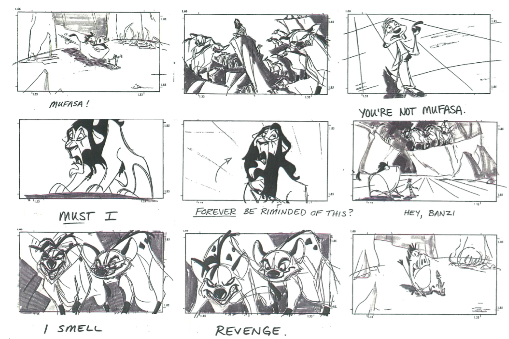 MUFASA!
YOU'RE NOT MUFASA.
MUST I
FOREVER BE RIMINDED OF THIS?
HEY, BANZI
I SMELL
REVENGE.